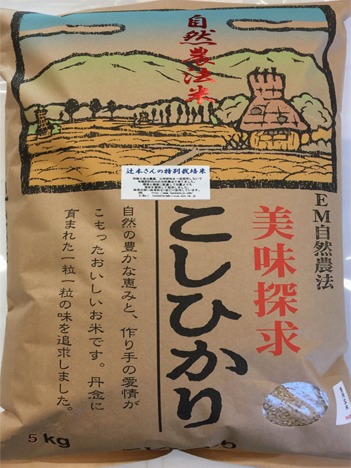 自然農法米
辻本さんの特別栽培米
EM自然農法
美味探求
こしひかり
自然の豊かな恵みと、作り手の愛情が
こもったおいしいお米です。丹念に
育まれた一粒一粒の味を追求しました。
5kg